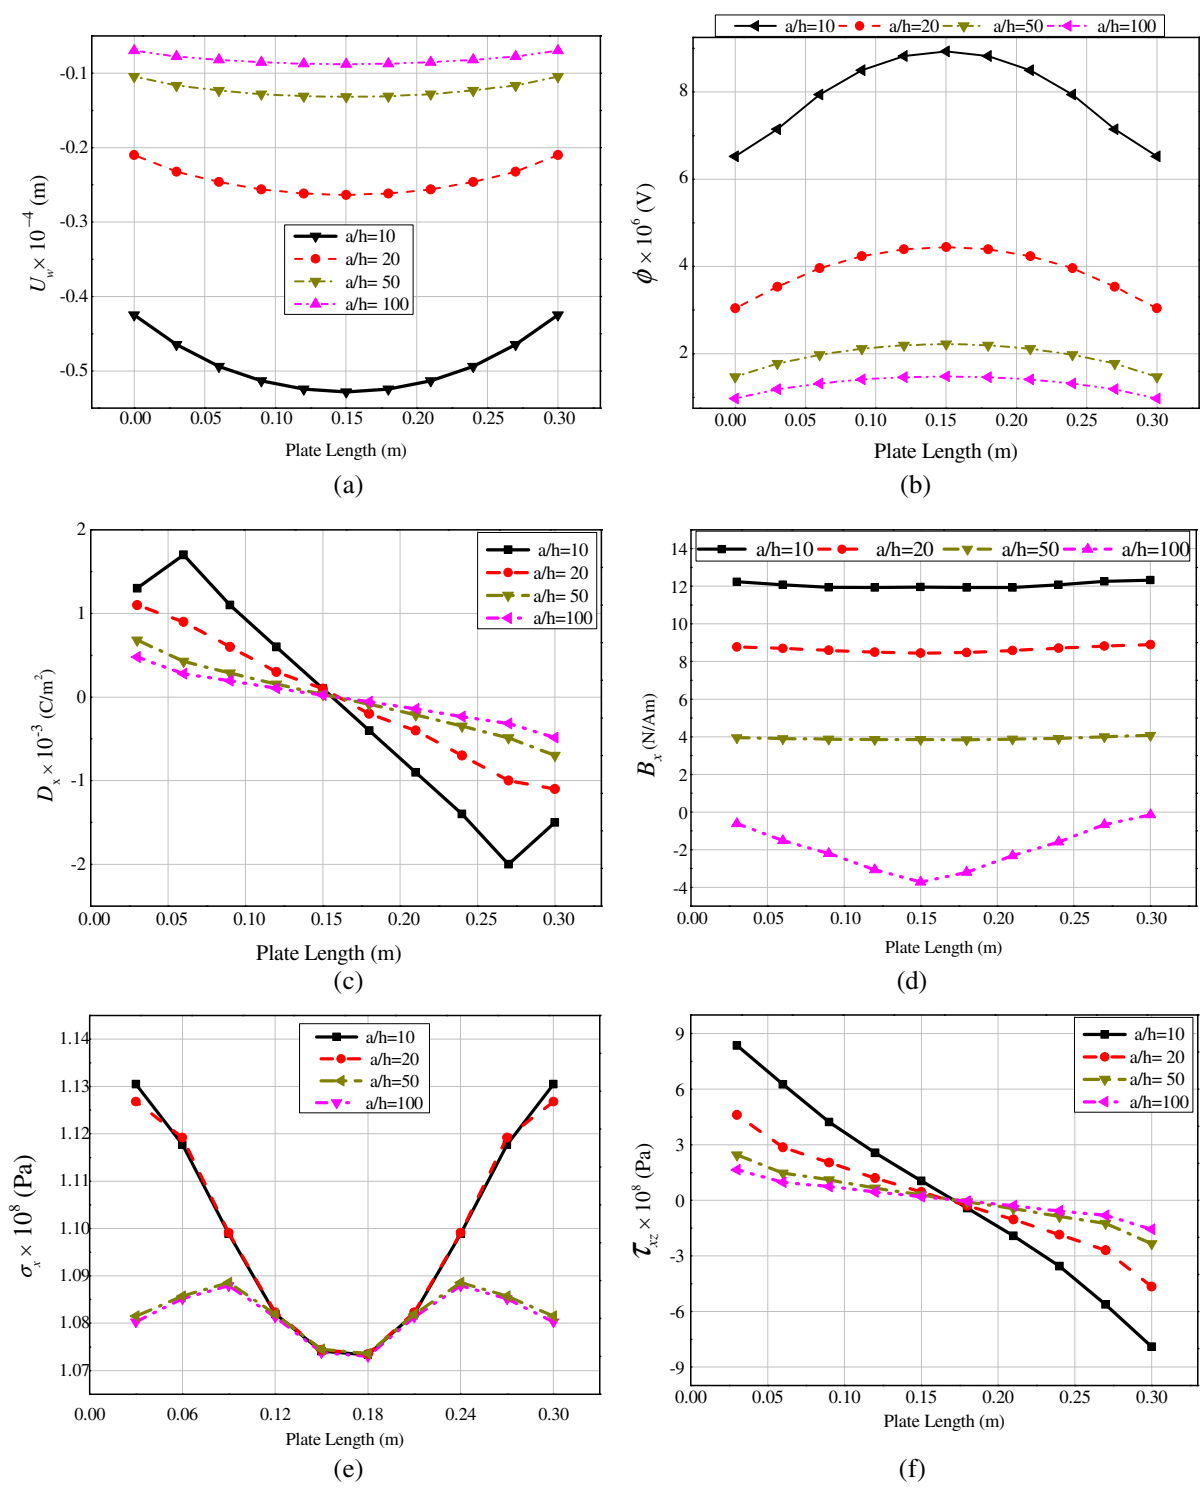 -0.1
-0.2
-0.3
-0.4
-0.5
U_w × 10⁻⁴ (m)
a/h=10
a/h= 20
a/h= 50
a/h= 100
0.00 0.05 0.10 0.15 0.20 0.25 0.30
Plate Length (m)
(a)
a/h=10 a/h=20 a/h=50 a/h=100
8
6
4
2
ϕ × 10⁶ (V)
0.00 0.05 0.10 0.15 0.20 0.25 0.30
Plate Length (m)
(b)
2
1
0
-1
-2
D_x × 10⁻³ (C/m²)
a/h=10
a/h= 20
a/h= 50
a/h=100
0.00 0.05 0.10 0.15 0.20 0.25 0.30
Plate Length (m)
(c)
a/h=10 a/h=20 a/h=50 a/h=100
14
12
10
8
6
4
2
0
-2
-4
B_x (N/Am)
0.00 0.05 0.10 0.15 0.20 0.25 0.30
Plate Length (m)
(d)
1.14
1.13
1.12
1.11
1.10
1.09
1.08
1.07
σ_x × 10⁸ (Pa)
a/h=10
a/h=20
a/h=50
a/h=100
0.00 0.06 0.12 0.18 0.24 0.30
Plate Length (m)
(e)
9
6
3
0
-3
-6
-9
τ_xz × 10⁸ (Pa)
a/h=10
a/h= 20
a/h= 50
a/h=100
0.00 0.05 0.10 0.15 0.20 0.25 0.30
Plate Length (m)
(f)